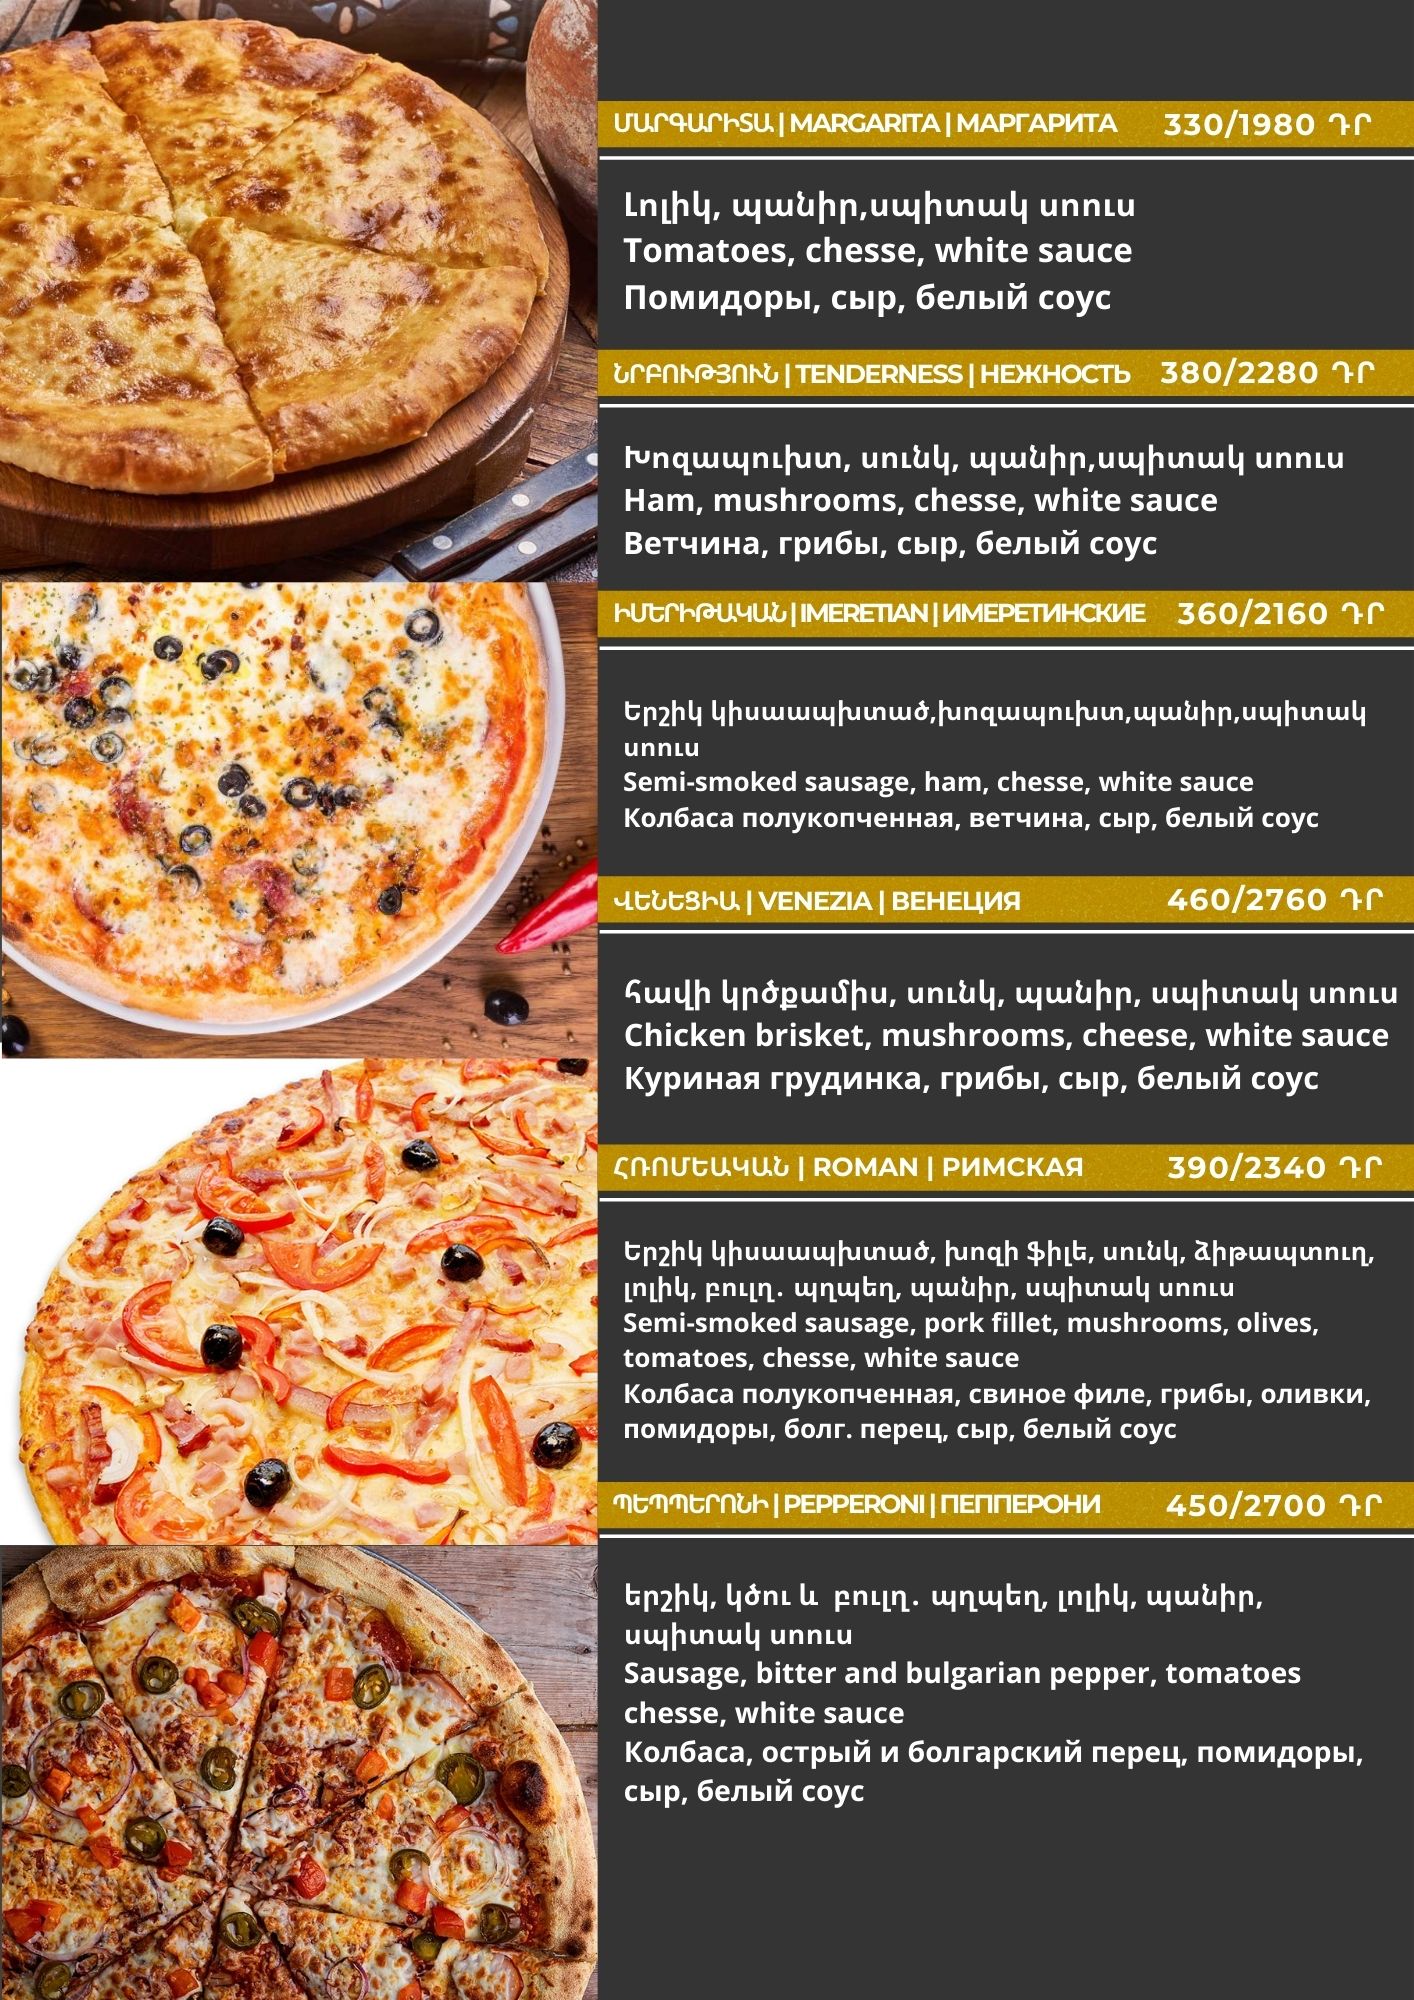 ՄԱՐԳԱՐԻՏԱ | MARGARITA | МАРГАРИТА 330/1980 ԴՐ
Լոլիկ, պանիր,սպիտակ սոուս
Tomatoes, chesse, white sauce
Помидоры, сыр, белый соус
ՆՐԲՈՒԹՅՈՒՆ | TENDERNESS | НЕЖНОСТЬ 380/2280 ԴՐ
Խոզապուխտ, սունկ, պանիր,սպիտակ սոուս
Ham, mushrooms, chesse, white sauce
Ветчина, грибы, сыр, белый соус
ԻՄԵՐԻԹԱԿԱՆ | IMERETIAN | ИМЕРЕТИНСКИЕ 360/2160 ԴՐ
Երշիկ կիսաապխտած,խոզապուխտ,պանիր,սպիտակ
սոուս
Semi-smoked sausage, ham, chesse, white sauce
Колбаса полукопченная, ветчина, сыр, белый соус
ՎԵՆԵՑԻԱ | VENEZIA | ВЕНЕЦИЯ 460/2760 ԴՐ
հավի կրծքամիս, սունկ, պանիր, սպիտակ սոուս
Chicken brisket, mushrooms, cheese, white sauce
Куриная грудинка, грибы, сыр, белый соус
ՀՌՈՄԵԱԿԱՆ | ROMAN | РИМСКАЯ 390/2340 ԴՐ
Երշիկ կիսաապխտած, խոզի ֆիլե, սունկ, ձիթապտուղ,
լոլիկ, բուլղ․ պղպեղ, պանիր, սպիտակ սոուս
Semi-smoked sausage, pork fillet, mushrooms, olives,
tomatoes, chesse, white sauce
Колбаса полукопченная, свиное филе, грибы, оливки,
помидоры, болг. перец, сыр, белый соус
ՊԵՊՊԵՐՈՆԻ | PEPPERONI | ПЕППЕРОНИ 450/2700 ԴՐ
երշիկ, կծու և բուլղ․ պղպեղ, լոլիկ, պանիր,
սպիտակ սոուս
Sausage, bitter and bulgarian pepper, tomatoes
chesse, white sauce
Колбаса, острый и болгарский перец, помидоры,
сыр, белый соус